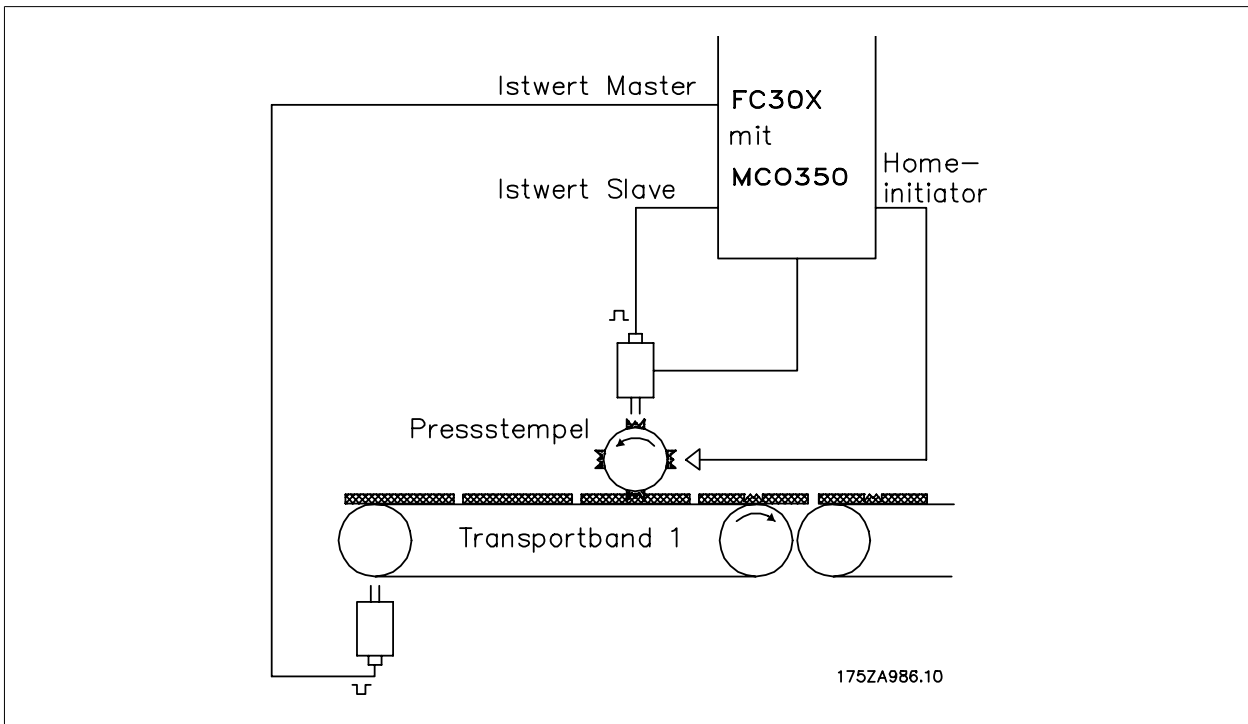 Istwert Master
FC30X
mit
MCO350
Istwert Slave
Home-
initiator
Pressstempel
Transportband 1
175ZA986.10